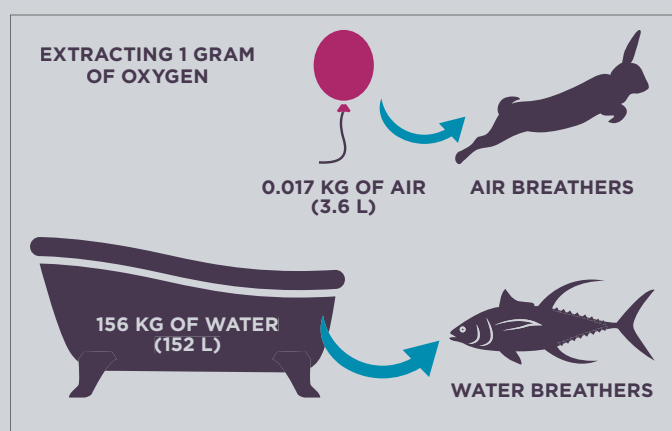 EXTRACTING 1 GRAM
OF OXYGEN
0.017 KG OF AIR
(3.6 L)
AIR BREATHERS
156 KG OF WATER
(152 L)
WATER BREATHERS